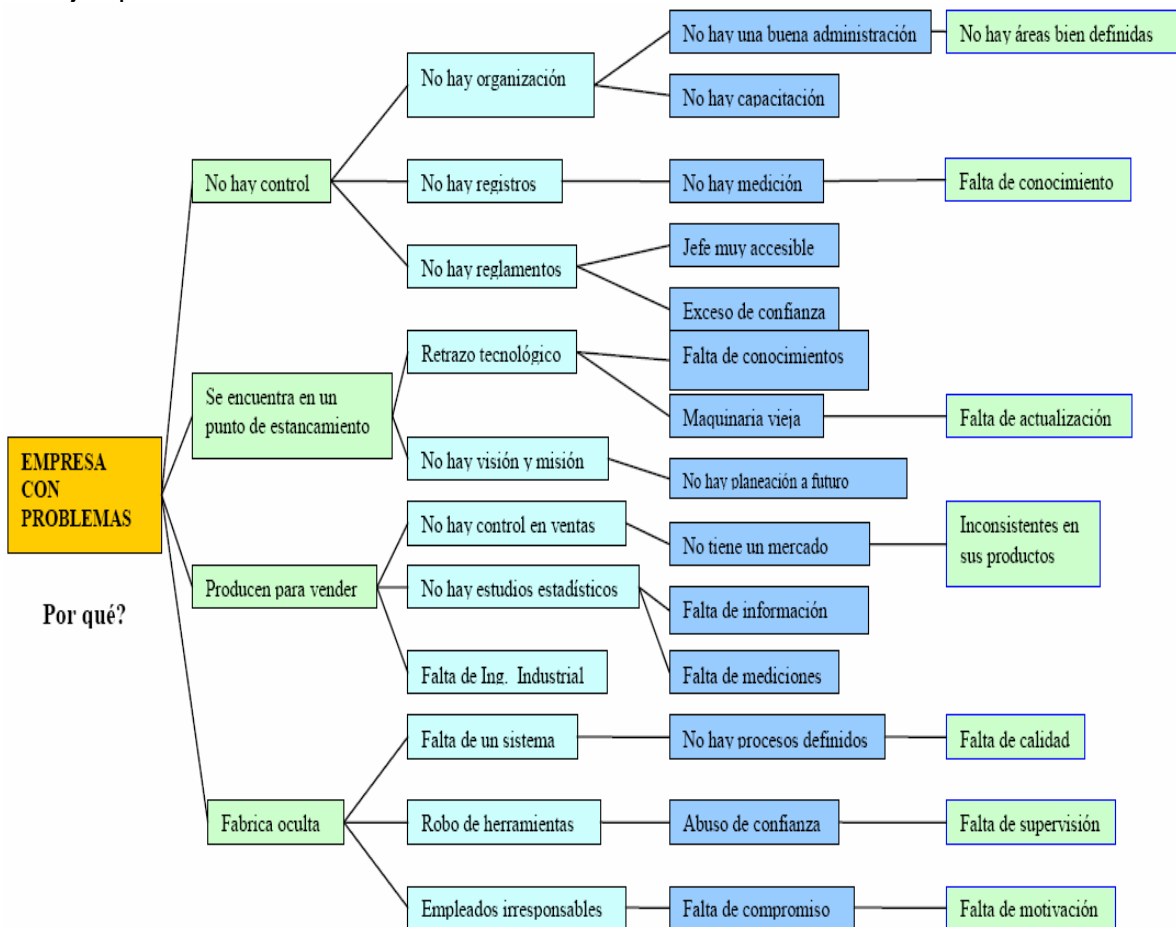 No hay una buena administración
No hay áreas bien definidas
No hay organización
No hay capacitación
No hay control
No hay registros
No hay medición
Falta de conocimiento
Jefe muy accesible
No hay reglamentos
Exceso de confianza
Retrazo tecnológico
Falta de conocimientos
Se encuentra en un
punto de estancamiento
Maquinaria vieja
Falta de actualización
No hay visión y misión
No hay planeación a futuro
EMPRESA
CON
PROBLEMAS
No hay control en ventas
No tiene un mercado
Inconsistentes en
sus productos
Producen para vender
No hay estudios estadísticos
Falta de información
Por qué?
Falta de Ing. Industrial
Falta de mediciones
Falta de un sistema
No hay procesos definidos
Falta de calidad
Fabrica oculta
Robo de herramientas
Abuso de confianza
Falta de supervisión
Empleados irresponsables
Falta de compromiso
Falta de motivación